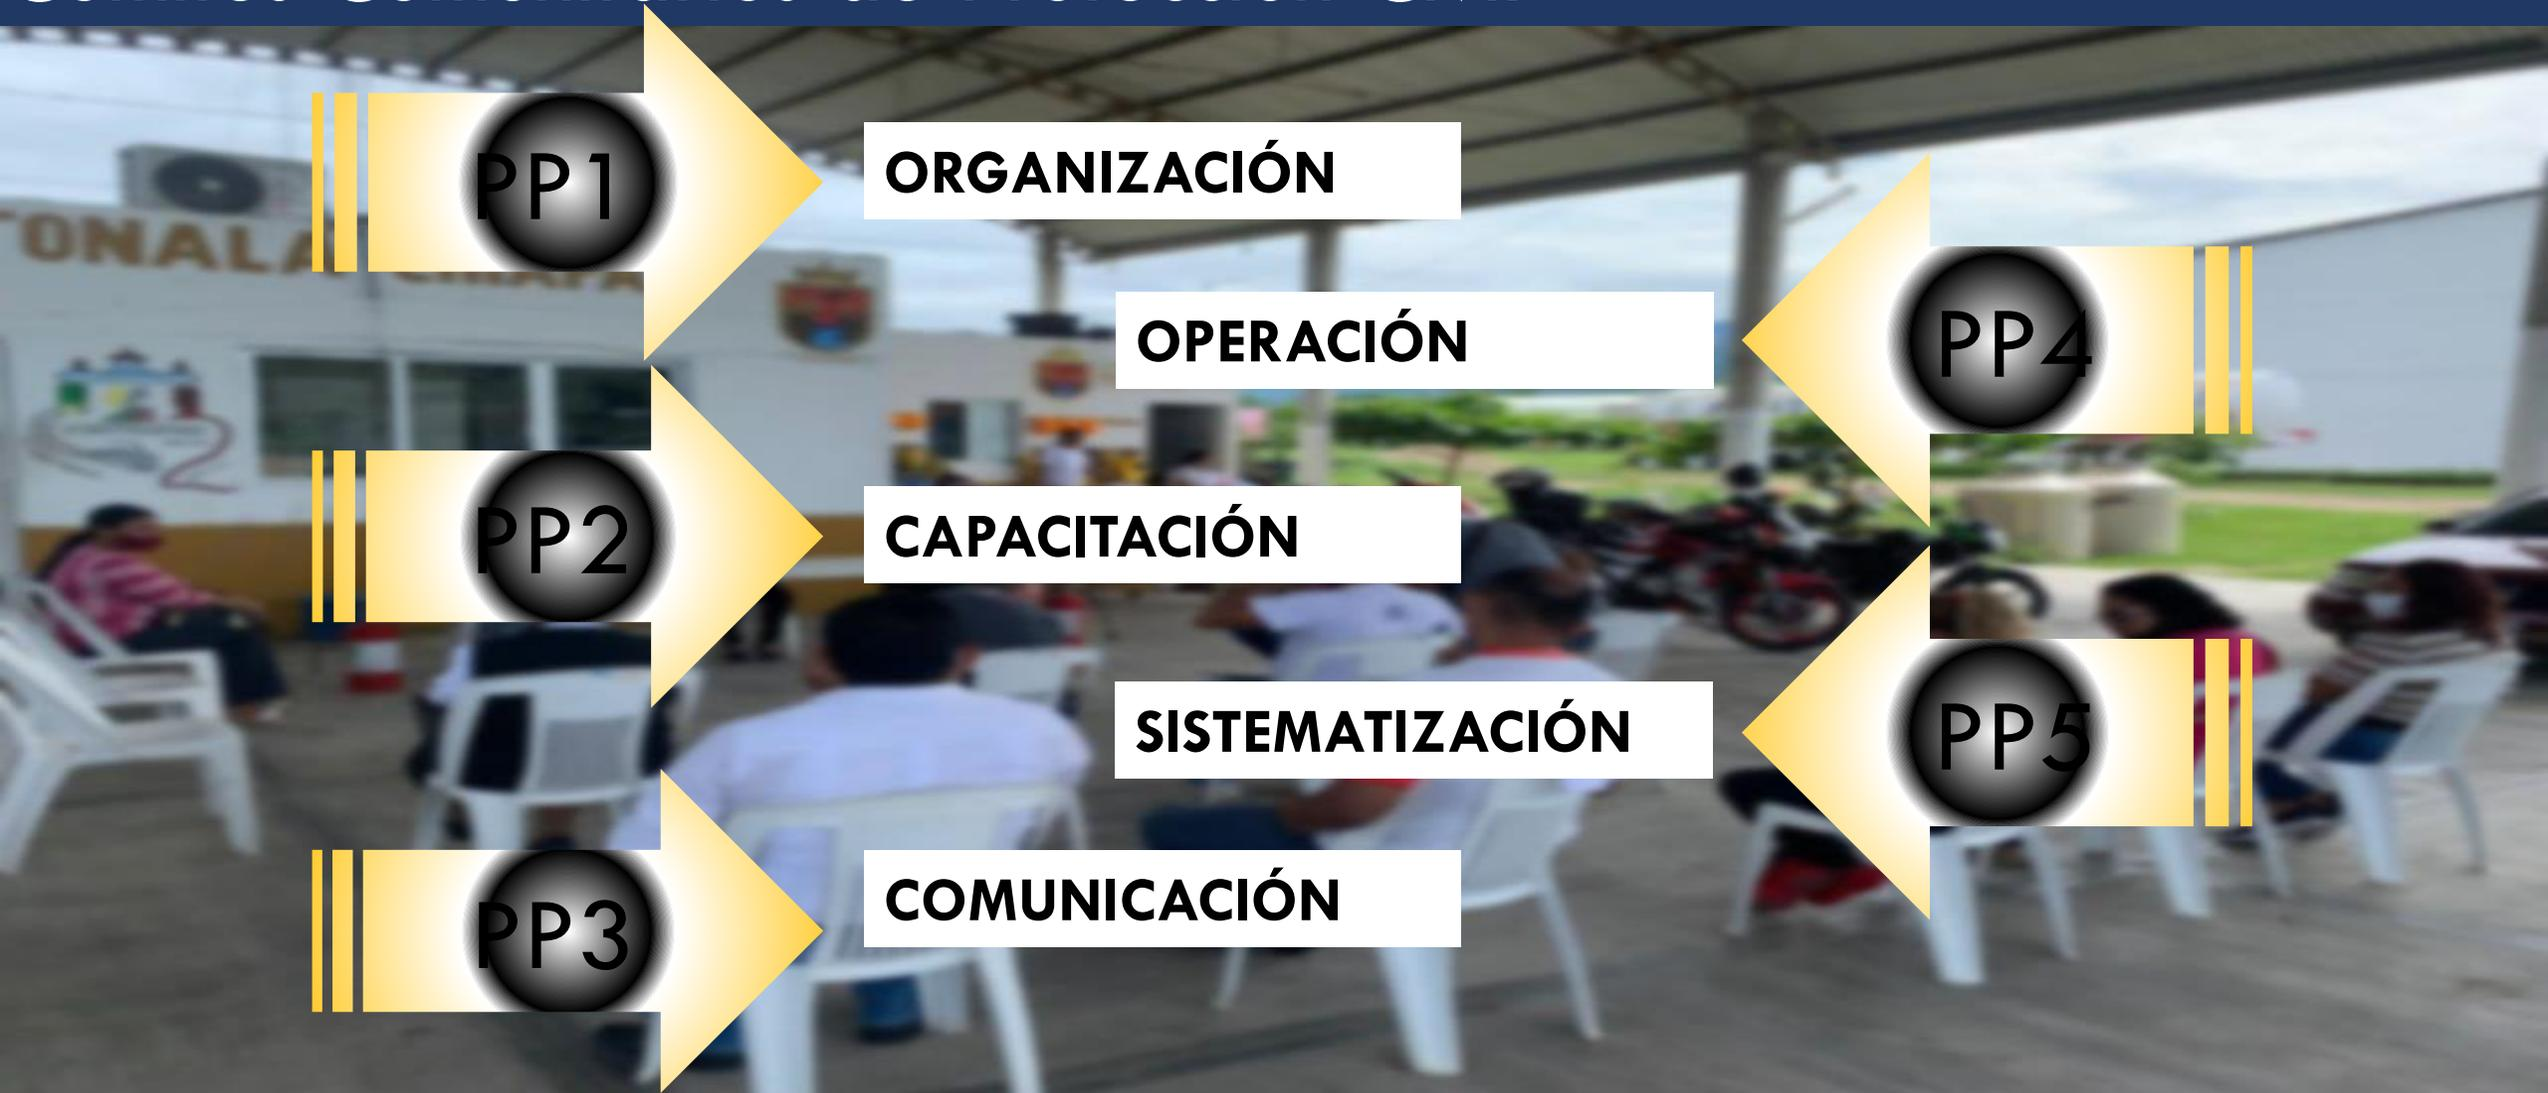 PP1
ORGANIZACIÓN
PP4
OPERACIÓN
PP2
CAPACITACIÓN
PP5
SISTEMATIZACIÓN
PP3
COMUNICACIÓN